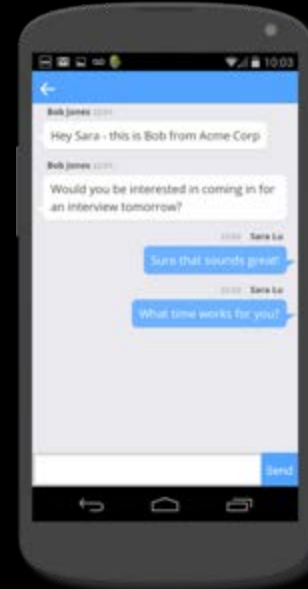 10:03
Bob Jones
Hey Sara - this is Bob from Acme Corp
Bob Jones
Would you be interested in coming in for
an interview tomorrow?
Sara Lu
Sure that sounds great!
Sara Lu
What time works for you?
Send